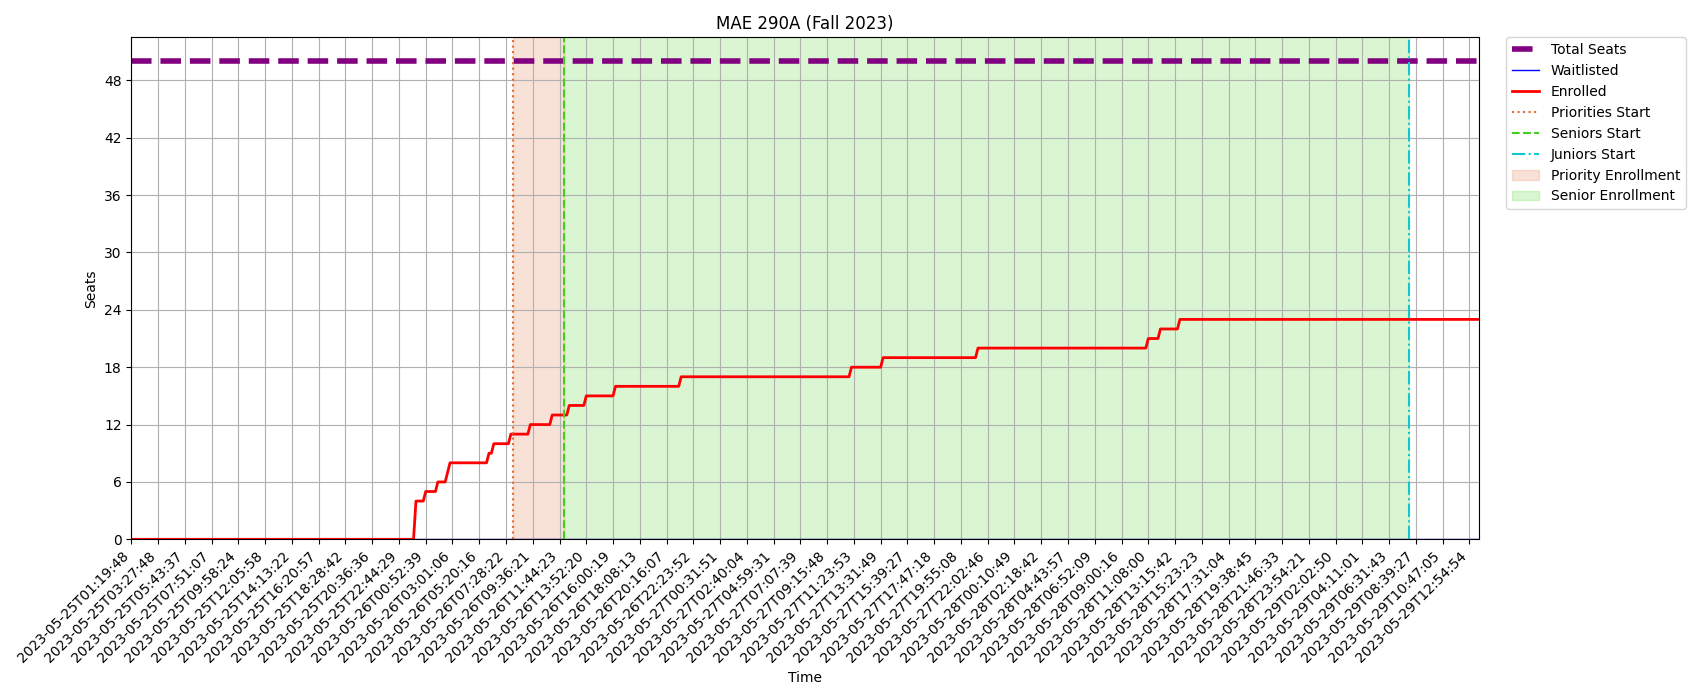 MAE 290A (Fall 2023)
Total Seats
Waitlisted
Enrolled
Priorities Start
Seniors Start
Juniors Start
Priority Enrollment
Senior Enrollment
Seats
48
42
36
30
24
18
12
6
0
2023-05-25T01:19:48
2023-05-25T03:27:48
2023-05-25T05:43:37
2023-05-25T07:51:07
2023-05-25T09:58:24
2023-05-25T12:05:58
2023-05-25T14:13:22
2023-05-25T16:20:57
2023-05-25T18:28:42
2023-05-25T20:36:36
2023-05-25T22:44:29
2023-05-26T00:52:39
2023-05-26T03:01:06
2023-05-26T05:20:16
2023-05-26T07:28:22
2023-05-26T09:36:21
2023-05-26T11:44:23
2023-05-26T13:52:20
2023-05-26T16:00:19
2023-05-26T18:08:13
2023-05-26T20:16:07
2023-05-26T22:23:52
2023-05-27T00:31:51
2023-05-27T02:40:04
2023-05-27T04:59:31
2023-05-27T07:07:39
2023-05-27T09:15:48
2023-05-27T11:23:53
2023-05-27T13:31:49
2023-05-27T15:39:27
2023-05-27T17:47:18
2023-05-27T19:55:08
2023-05-27T22:02:46
2023-05-28T00:10:49
2023-05-28T02:18:42
2023-05-28T04:43:57
2023-05-28T06:52:09
2023-05-28T09:00:16
2023-05-28T11:08:00
2023-05-28T13:15:42
2023-05-28T15:23:23
2023-05-28T17:31:04
2023-05-28T19:38:45
2023-05-28T21:46:33
2023-05-28T23:54:21
2023-05-29T02:02:50
2023-05-29T04:11:01
2023-05-29T06:31:43
2023-05-29T08:39:27
2023-05-29T10:47:05
2023-05-29T12:54:54
Time